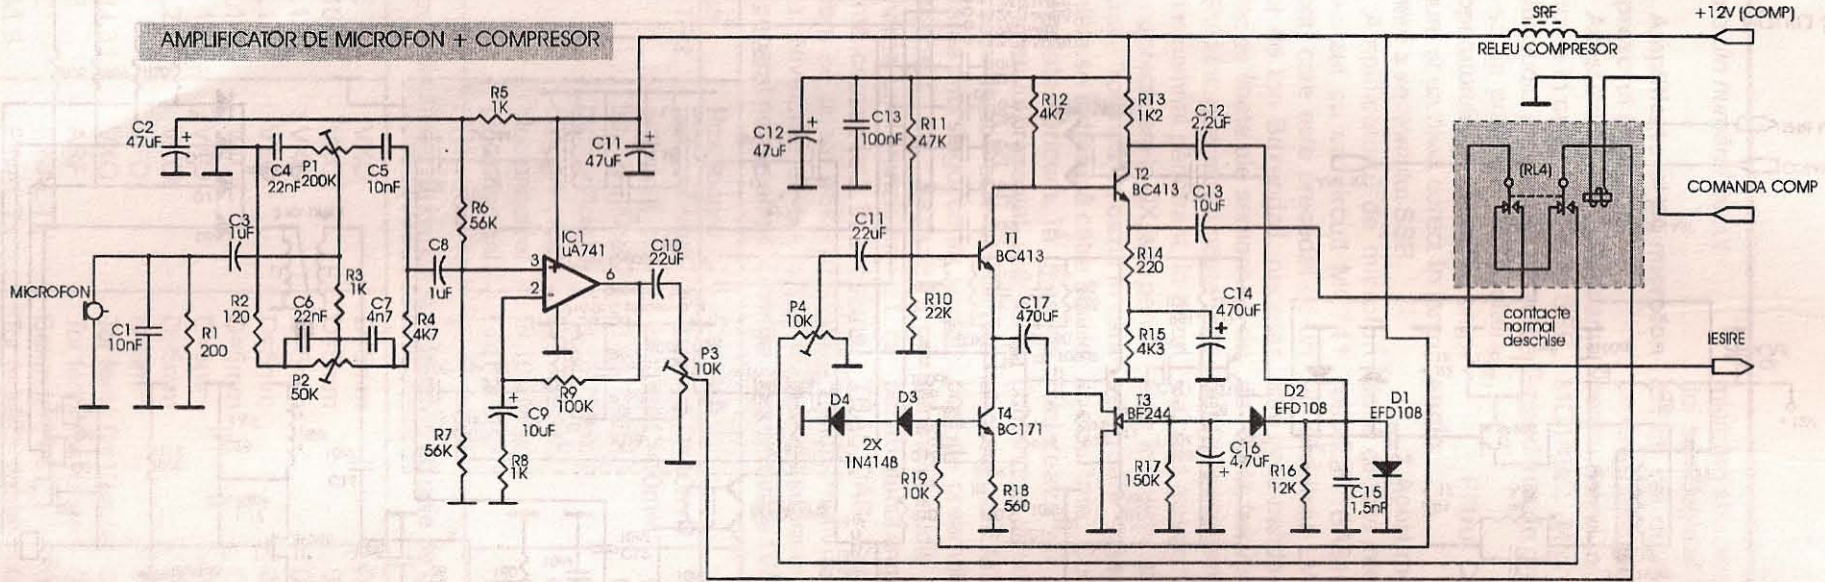 AMPLIFICATOR DE MICROFON + COMPRESOR
SRF
RELEU COMPRESOR
+12V (COMP)
C2
47uF
R5
1K
C4
22nF
P1
200K
C5
10nF
C11
47uF
C12
47uF
C13
100nF
R11
47K
R12
4K7
R13
1K2
C12
2,2uF
T2
BC413
C13
10uF
(RL4)
COMANDA COMP
C3
1uF
R6
56K
C8
1uF
IC1
uA741
3
2
6
C10
22uF
C11
22uF
T1
BC413
R14
220
MICROFON
C1
10nF
R1
200
R2
120
R3
1K
C6
22nF
C7
4n7
R4
4K7
P2
50K
P4
10K
R10
22K
C17
470uF
R15
4K3
C14
470uF
contacte
normal
deschise
IESIRE
P3
10K
R9
100K
C9
10uF
R7
56K
R8
1K
D4
D3
2X
1N4148
T4
BC171
T3
BF244
D2
EFD108
D1
EFD108
R19
10K
R18
560
R17
150K
C16
4,7uF
R16
12K
C15
1,5nF